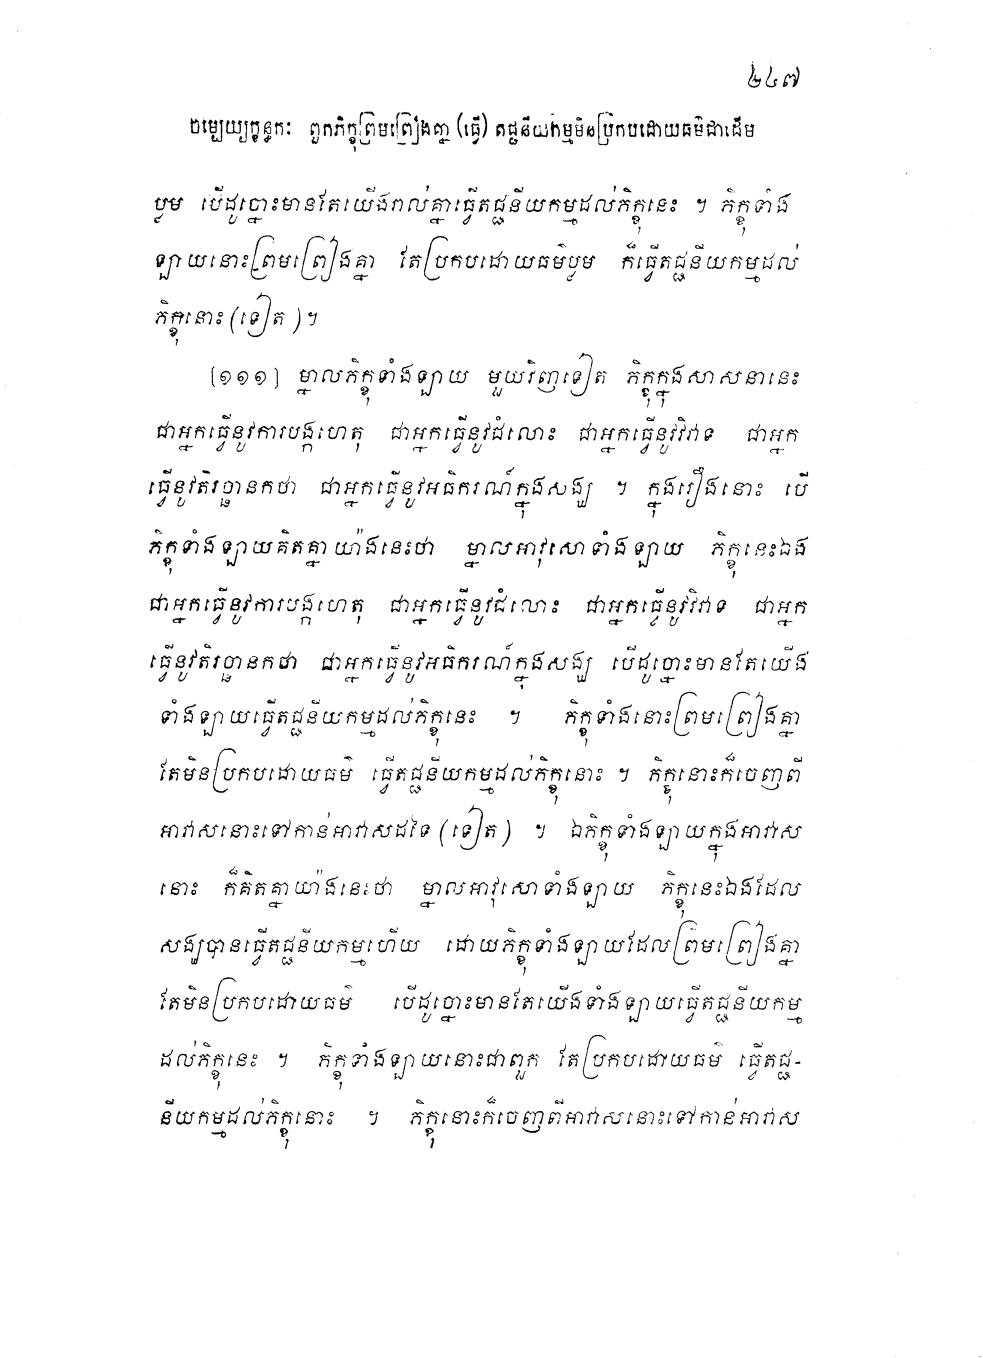 ២៤៧
ចម្បេយ្យក្ខន្ធកៈ ពួកភិក្ខុព្រមព្រៀងគ្នា (ធ្វើ) តជ្ជនីយកម្មមិនប្រកបដោយធម៌ជាដើម
ប្លម បើដូច្នោះមានតែយើងរាល់គ្នាធ្វើតជ្ជនីយកម្មដល់ភិក្ខុនេះ ។ ភិក្ខុទាំង
ឡាយនោះព្រមព្រៀងគ្នា តែប្រកបដោយធម៌ប្លម ក៏ធ្វើតជ្ជនីយកម្មដល់
ភិក្ខុនោះ (ទៀត) ។
[១១១] ម្នាលភិក្ខុទាំងឡាយ មួយវិញទៀត ភិក្ខុក្នុងសាសនានេះ
ជាអ្នកធ្វើនូវការបង្កហេតុ ជាអ្នកធ្វើនូវជំលោះ ជាអ្នកធ្វើនូវវិវាទ ជាអ្នក
ធ្វើនូវតិរច្ឆានកថា ជាអ្នកធ្វើនូវអធិករណ៍ក្នុងសង្ឃ ។ ក្នុងរឿងនោះ បើ
ភិក្ខុទាំងឡាយគិតគ្នាយ៉ាងនេះថា ម្នាលអាវុសោទាំងឡាយ ភិក្ខុនេះឯង
ជាអ្នកធ្វើនូវការបង្កហេតុ ជាអ្នកធ្វើនូវជំលោះ ជាអ្នកធ្វើនូវវិវាទ ជាអ្នក
ធ្វើនូវតិរច្ឆានកថា ជាអ្នកធ្វើនូវអធិករណ៍ក្នុងសង្ឃ បើដូច្នោះមានតែយើង
ទាំងឡាយធ្វើតជ្ជនីយកម្មដល់ភិក្ខុនេះ ។ ភិក្ខុទាំងនោះព្រមព្រៀងគ្នា
តែមិនប្រកបដោយធម៌ ធ្វើតជ្ជនីយកម្មដល់ភិក្ខុនោះ ។ ភិក្ខុនោះក៏ចេញពី
អាវាសនោះទៅកាន់អាវាសដទៃ (ទៀត) ។ ឯភិក្ខុទាំងឡាយក្នុងអាវាស
នោះ ក៏គិតគ្នាយ៉ាងនេះថា ម្នាលអាវុសោទាំងឡាយ ភិក្ខុនេះឯងដែល
សង្ឃបានធ្វើតជ្ជនីយកម្មហើយ ដោយភិក្ខុទាំងឡាយដែលព្រមព្រៀងគ្នា
តែមិនប្រកបដោយធម៌ បើដូច្នោះមានតែយើងទាំងឡាយធ្វើតជ្ជនីយកម្ម
ដល់ភិក្ខុនេះ ។ ភិក្ខុទាំងឡាយនោះជាពួក តែប្រកបដោយធម៌ ធ្វើតជ្ជ-
នីយកម្មដល់ភិក្ខុនោះ ។ ភិក្ខុនោះក៏ចេញពីអាវាសនោះទៅកាន់អាវាស